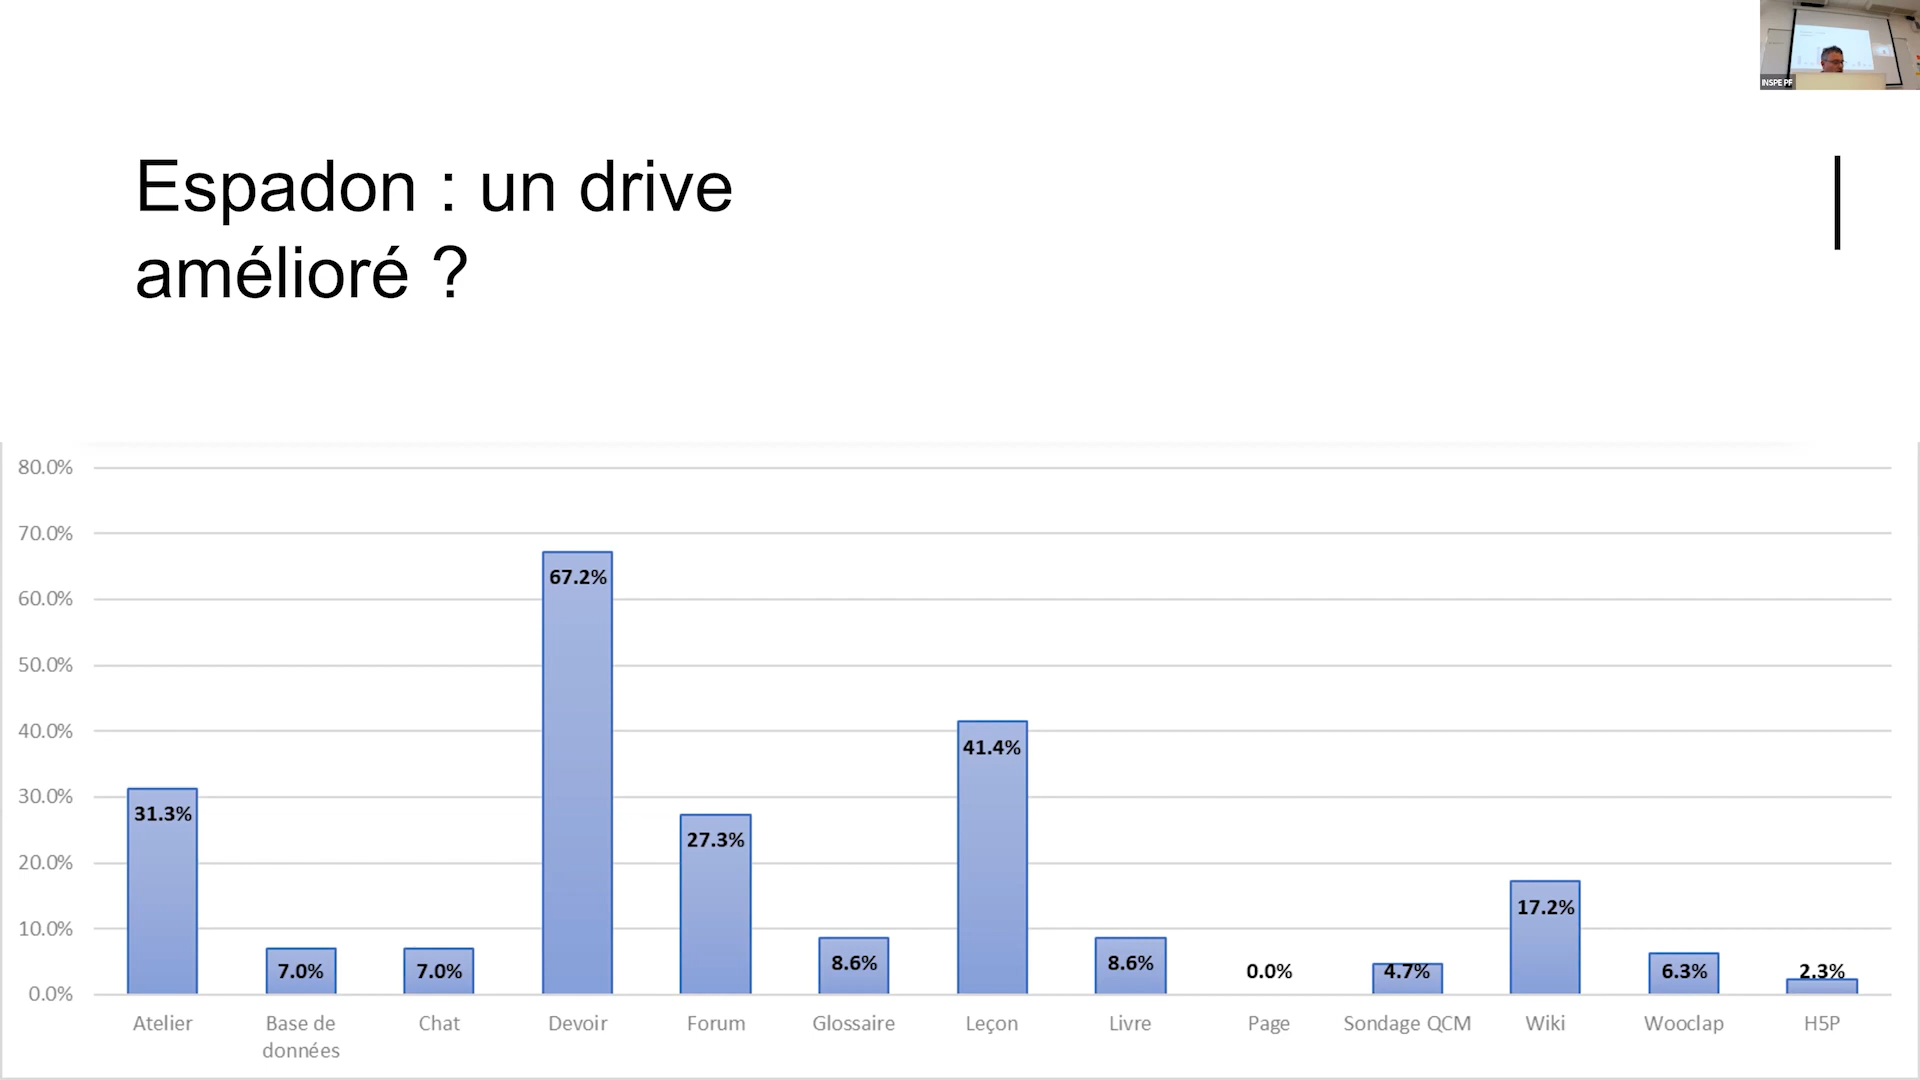 INSPE PF
Espadon : un drive
amélioré ?
80.0%
70.0%
60.0%
50.0%
40.0%
30.0%
20.0%
10.0%
0.0%
31.3%
7.0%
7.0%
67.2%
27.3%
8.6%
41.4%
8.6%
0.0%
4.7%
17.2%
6.3%
2.3%
Atelier
Base de
données
Chat
Devoir
Forum
Glossaire
Leçon
Livre
Page
Sondage QCM
Wiki
Wooclap
H5P